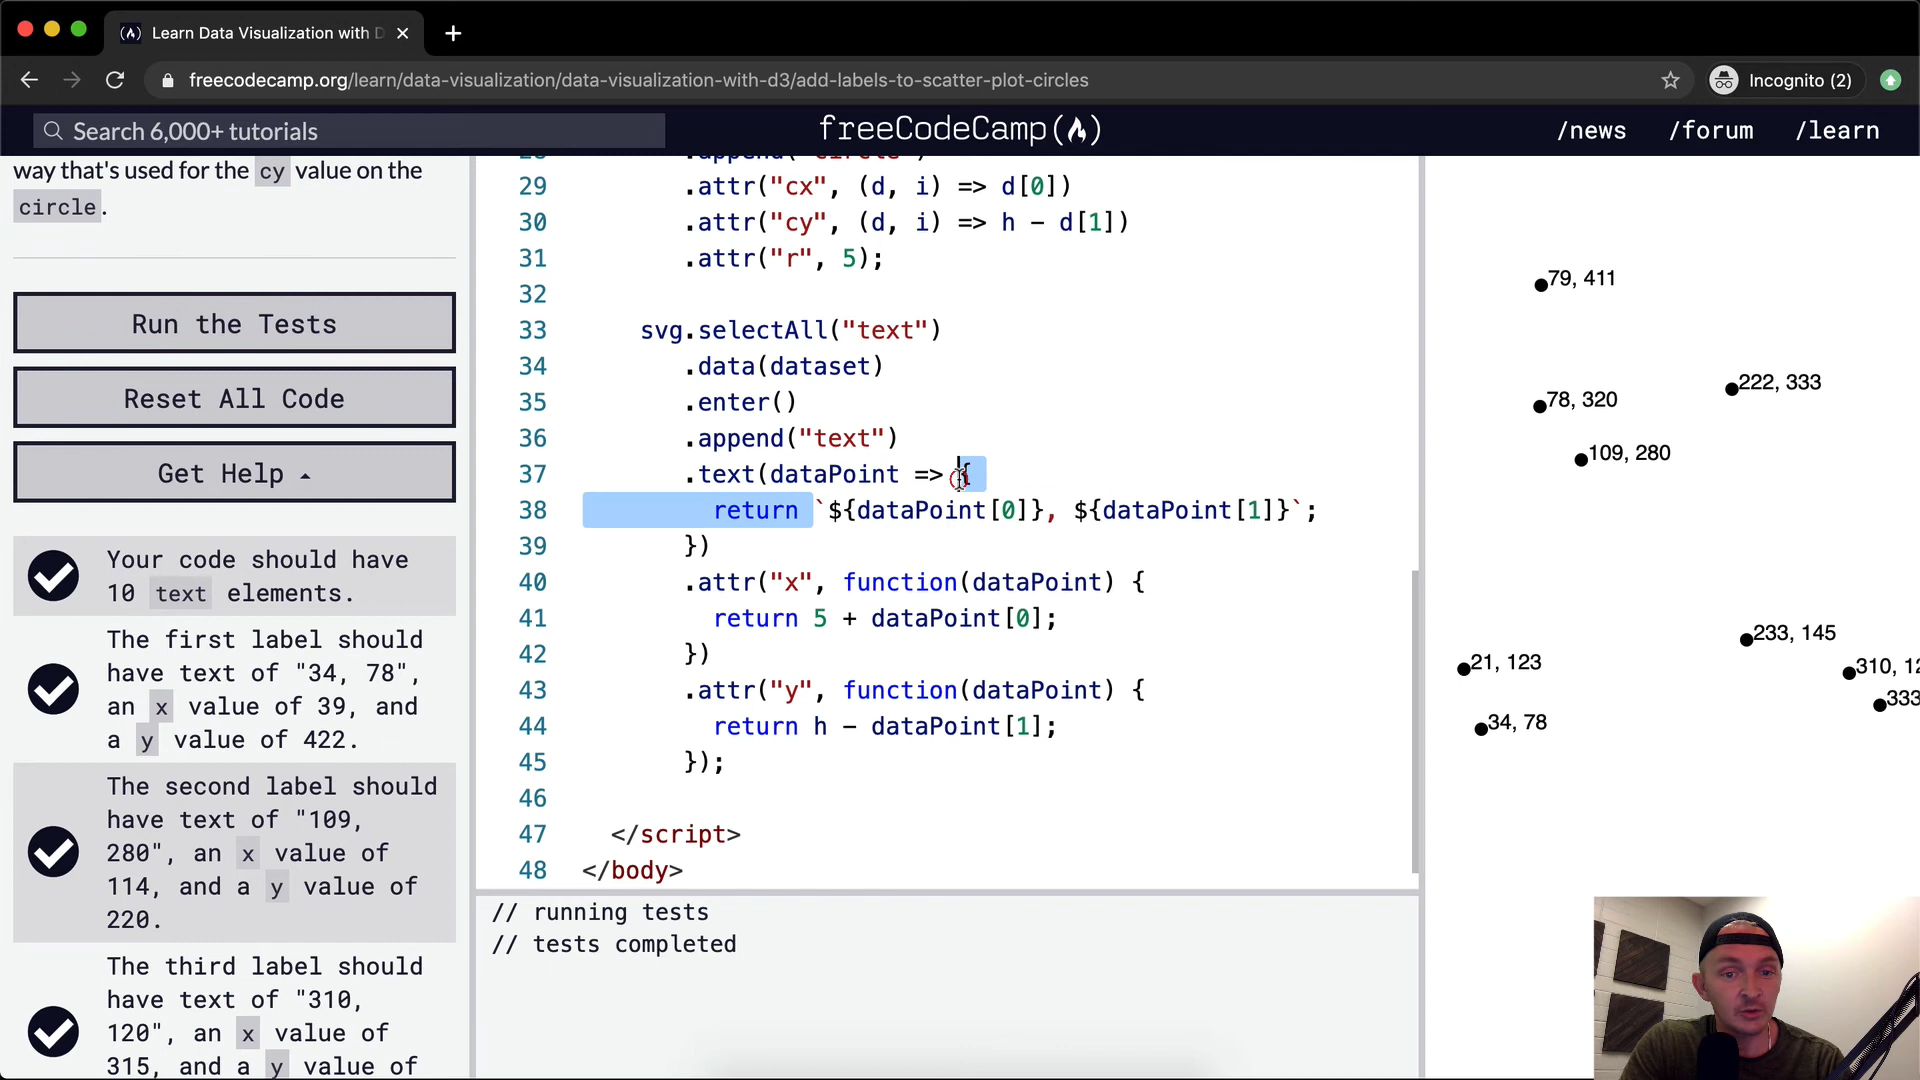 Learn Data Visualization with D
freecodecamp.org/learn/data-visualization/data-visualization-with-d3/add-labels-to-scatter-plot-circles
Incognito (2)
Search 6,000+ tutorials
freeCodeCamp
/news
/forum
/learn
way that's used for the cy value on the
circle.
Run the Tests
Reset All Code
Get Help
Your code should have
10 text elements.
The first label should
have text of "34, 78",
an x value of 39, and
a y value of 422.
The second label should
have text of "109,
280", an x value of
114, and a y value of
220.
The third label should
have text of "310,
120", an x value of
315, and a y value of
28 .append("circle")
29 .attr("cx", (d, i) => d[0])
30 .attr("cy", (d, i) => h - d[1])
31 .attr("r", 5);
32
33 svg.selectAll("text")
34 .data(dataset)
35 .enter()
36 .append("text")
37 .text(dataPoint => {
38 return `${dataPoint[0]}, ${dataPoint[1]}`;
39 })
40 .attr("x", function(dataPoint) {
41 return 5 + dataPoint[0];
42 })
43 .attr("y", function(dataPoint) {
44 return h - dataPoint[1];
45 });
46
47 </script>
48 </body>
// running tests
// tests completed
79, 411
222, 333
78, 320
109, 280
233, 145
21, 123
310, 12
333
34, 78